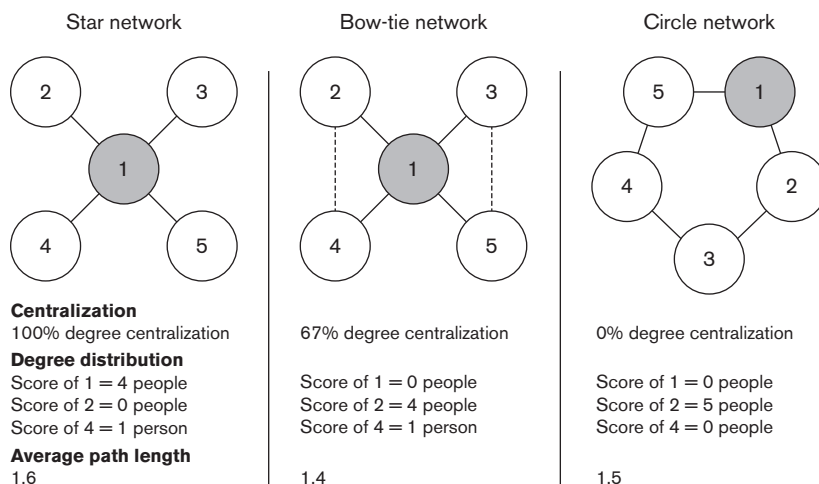 Star network
Bow-tie network
Circle network
2
3
1
4
5
2
3
1
4
5
5
1
4
2
3
Centralization
100% degree centralization
67% degree centralization
0% degree centralization
Degree distribution
Score of 1 = 4 people
Score of 1 = 0 people
Score of 1 = 0 people
Score of 2 = 0 people
Score of 2 = 4 people
Score of 2 = 5 people
Score of 4 = 1 person
Score of 4 = 1 person
Score of 4 = 0 people
Average path length
1.6
1.4
1.5